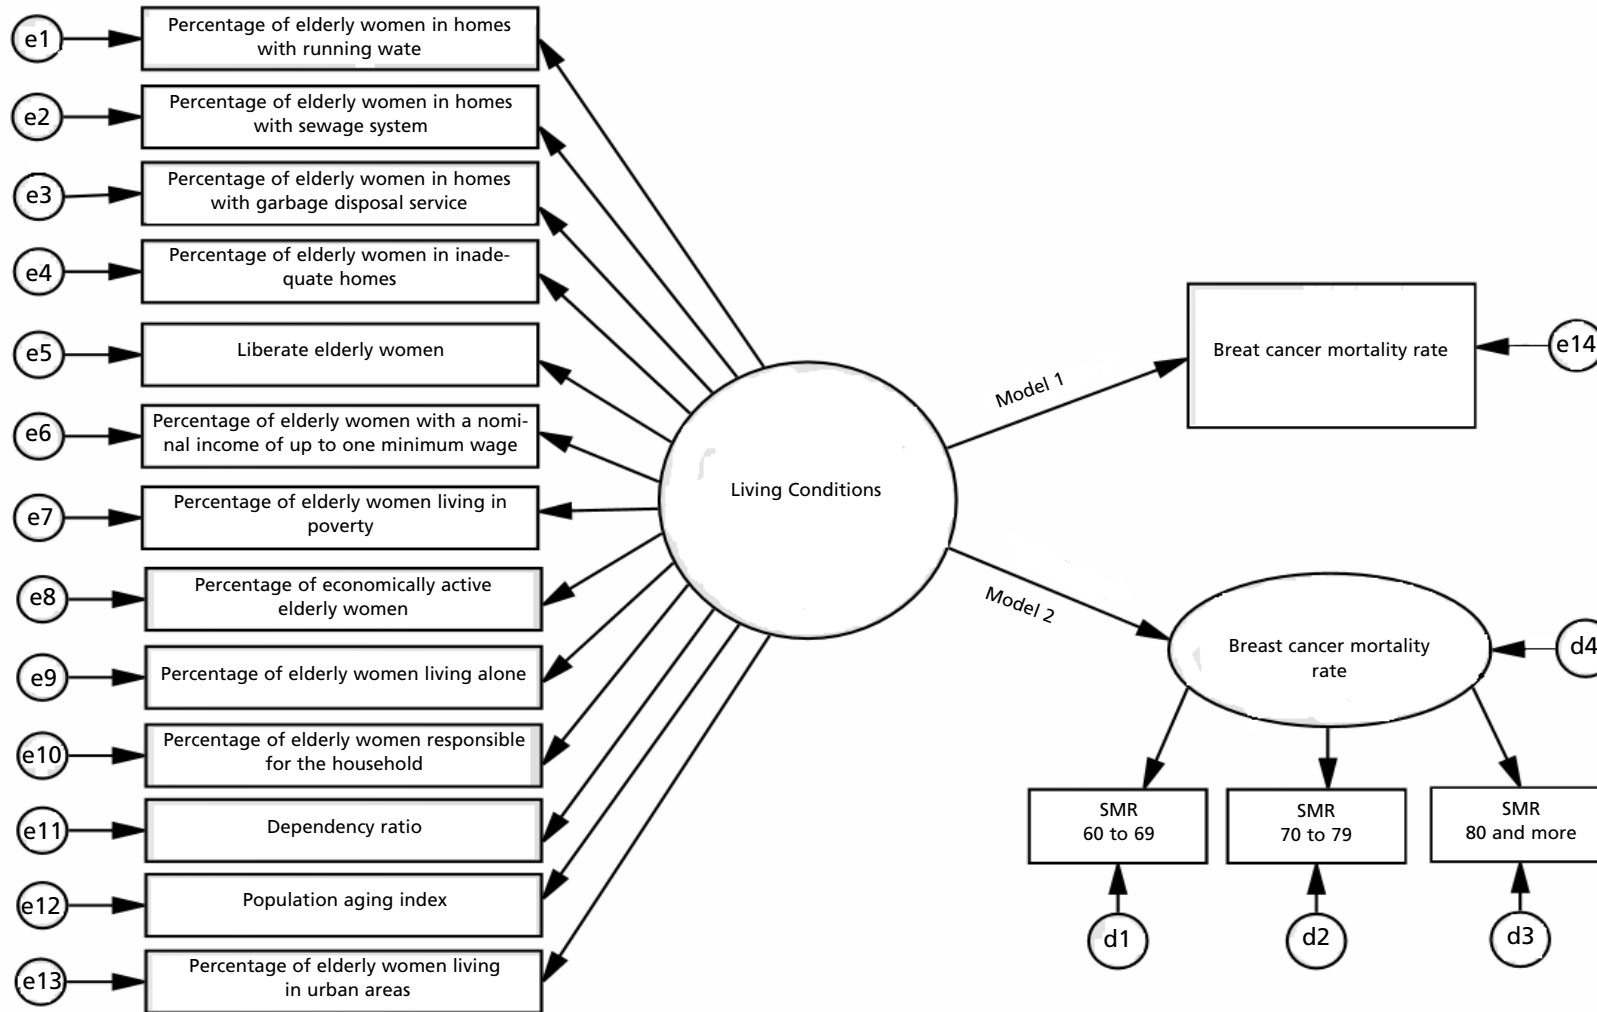 e1
Percentage of elderly women in homes
with running wate
e2
Percentage of elderly women in homes
with sewage system
e3
Percentage of elderly women in homes
with garbage disposal service
e4
Percentage of elderly women in inade-
quate homes
e5
Liberate elderly women
e6
Percentage of elderly women with a nomi-
nal income of up to one minimum wage
e7
Percentage of elderly women living in
poverty
e8
Percentage of economically active
elderly women
e9
Percentage of elderly women living alone
e10
Percentage of elderly women responsible
for the household
e11
Dependency ratio
e12
Population aging index
e13
Percentage of elderly women living
in urban areas
Living Conditions
Model 1
Breat cancer mortality rate
e14
Model 2
Breast cancer mortality
rate
d4
SMR
60 to 69
SMR
70 to 79
SMR
80 and more
d1
d2
d3